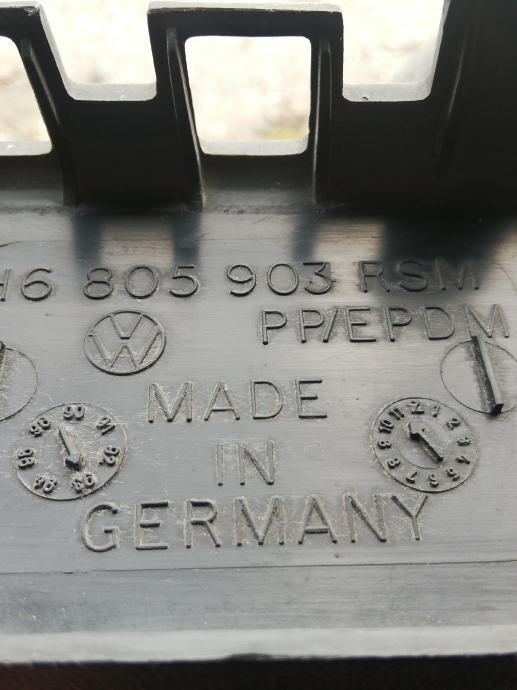 H6 805 903 RSM
PP/EPDM
MADE
IN
GERMANY